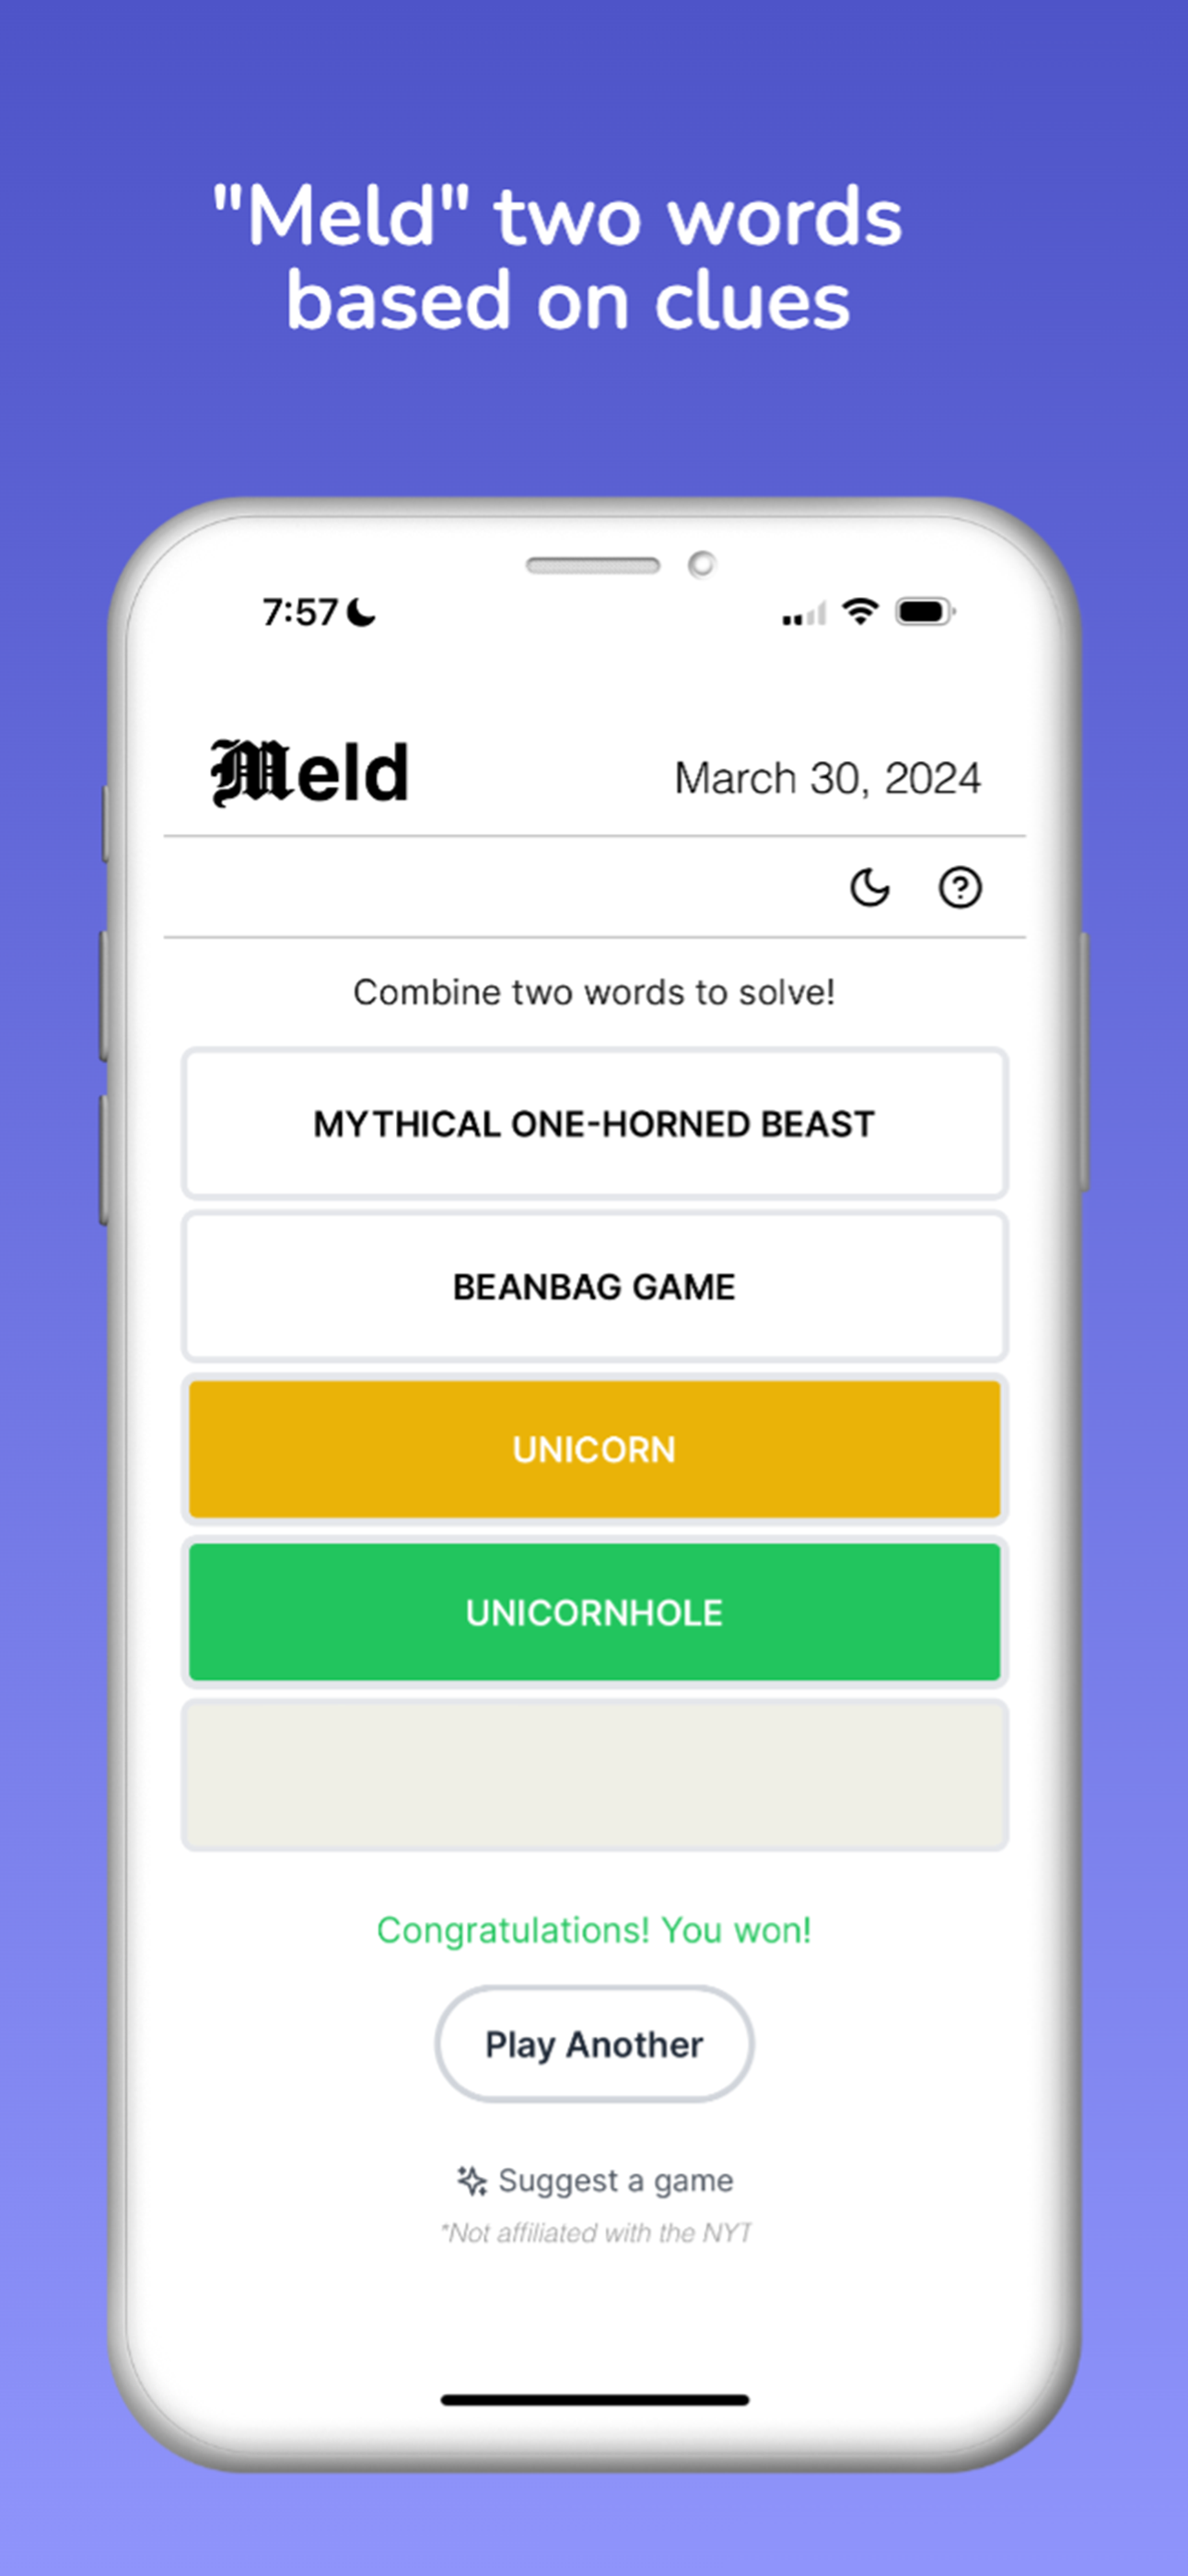 "Meld" two words
based on clues
7:57
Meld
March 30, 2024
Combine two words to solve!
MYTHICAL ONE-HORNED BEAST
BEANBAG GAME
UNICORN
UNICORNHOLE
Congratulations! You won!
Play Another
Suggest a game
*Not affiliated with the NYT